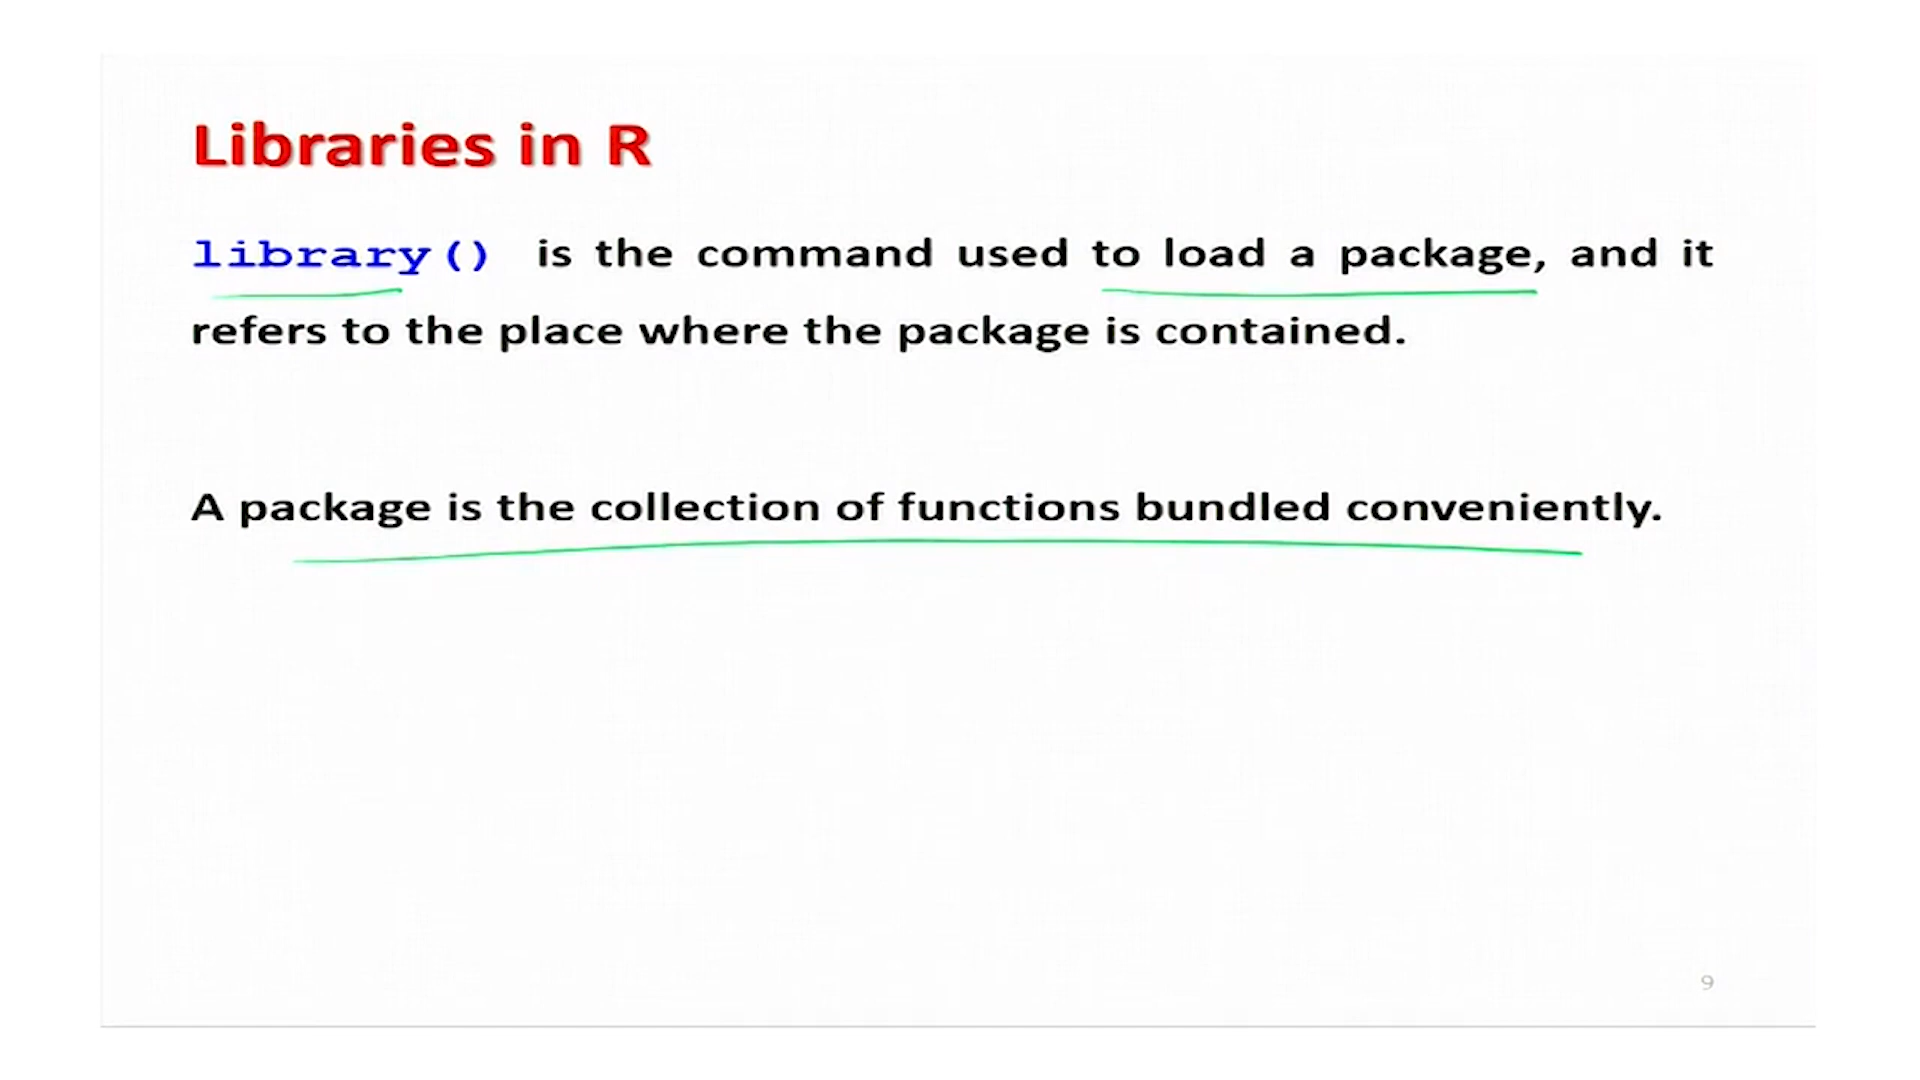 Libraries in R
library() is the command used to load a package, and it
refers to the place where the package is contained.
A package is the collection of functions bundled conveniently.
9